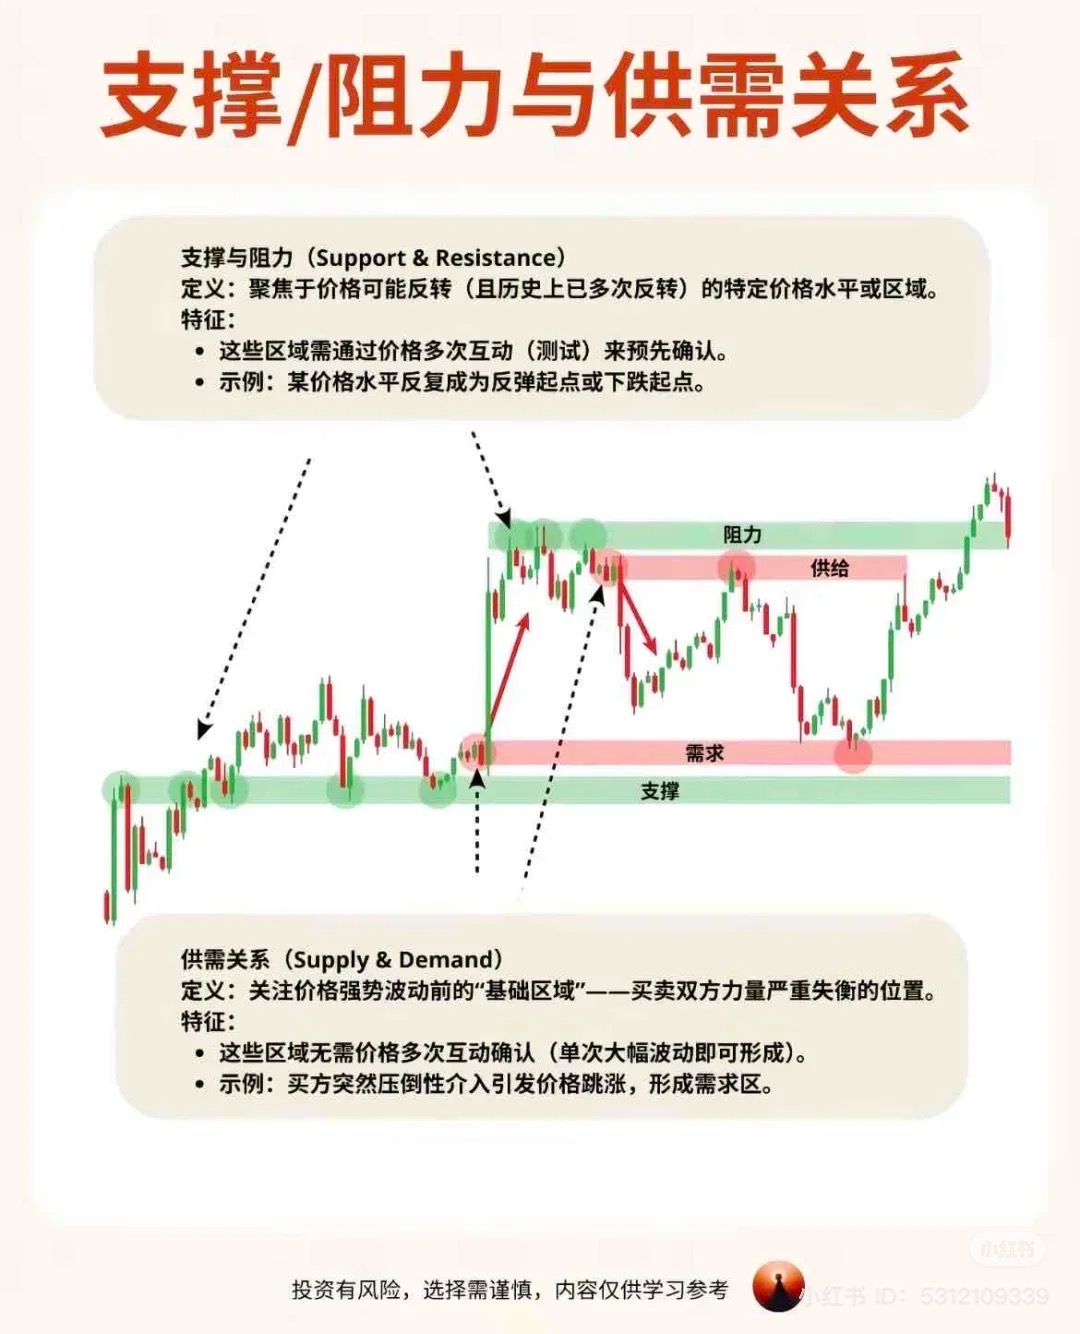 支撑/阻力与供需关系
支撑与阻力（Support & Resistance）
定义：聚焦于价格可能反转（且历史上已多次反转）的特定价格水平或区域。
特征：
• 这些区域需通过价格多次互动（测试）来预先确认。
• 示例：某价格水平反复成为反弹起点或下跌起点。
阻力
供给
需求
支撑
供需关系（Supply & Demand）
定义：关注价格强势波动前的“基础区域”——买卖双方力量严重失衡的位置。
特征：
• 这些区域无需价格多次互动确认（单次大幅波动即可形成）。
• 示例：买方突然压倒性介入引发价格跳涨，形成需求区。
小红书
投资有风险，选择需谨慎，内容仅供学习参考
小红书 ID：5312109339